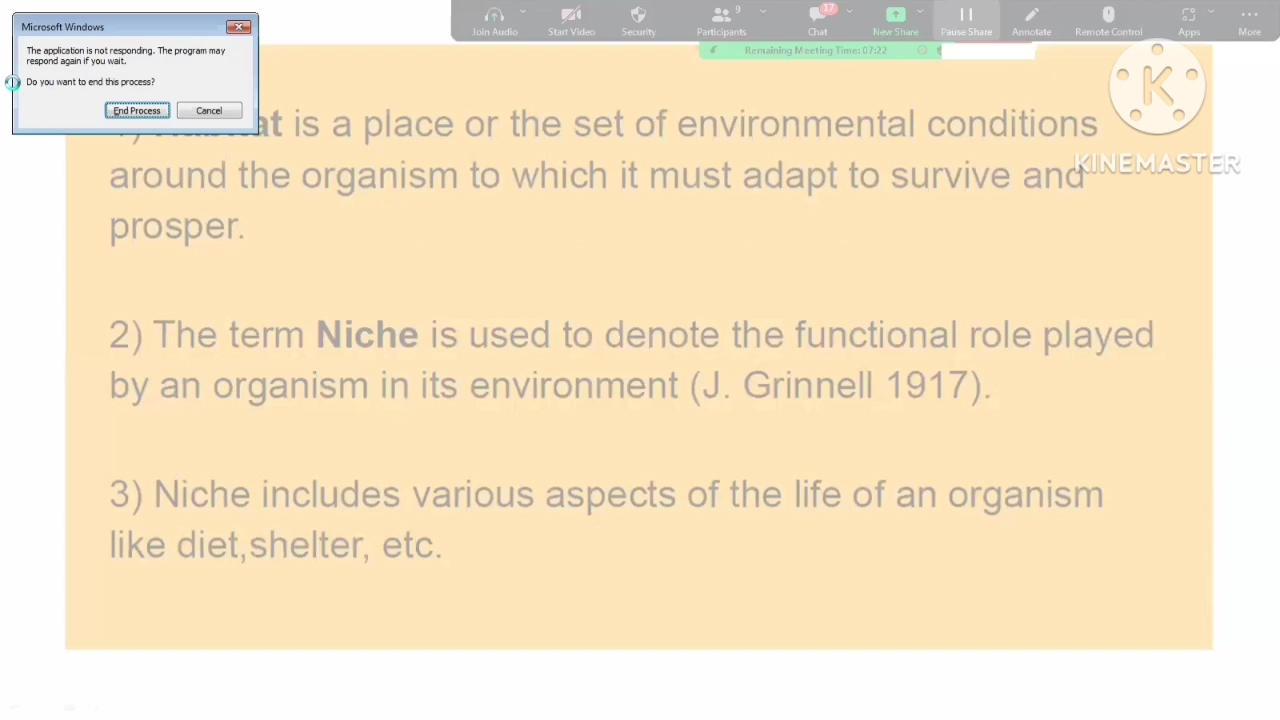 Microsoft Windows
The application is not responding. The program may
respond again if you wait.
Do you want to end this process?
End Process
Cancel
Join Audio
Start Video
Security
9
Participants
17
Chat
New Share
Pause Share
Annotate
Remote Control
Apps
More
Remaining Meeting Time: 07:22
K
KINEMASTER
is a place or the set of environmental conditions
around the organism to which it must adapt to survive and
prosper.
2) The term Niche is used to denote the functional role played
by an organism in its environment (J. Grinnell 1917).
3) Niche includes various aspects of the life of an organism
like diet,shelter, etc.